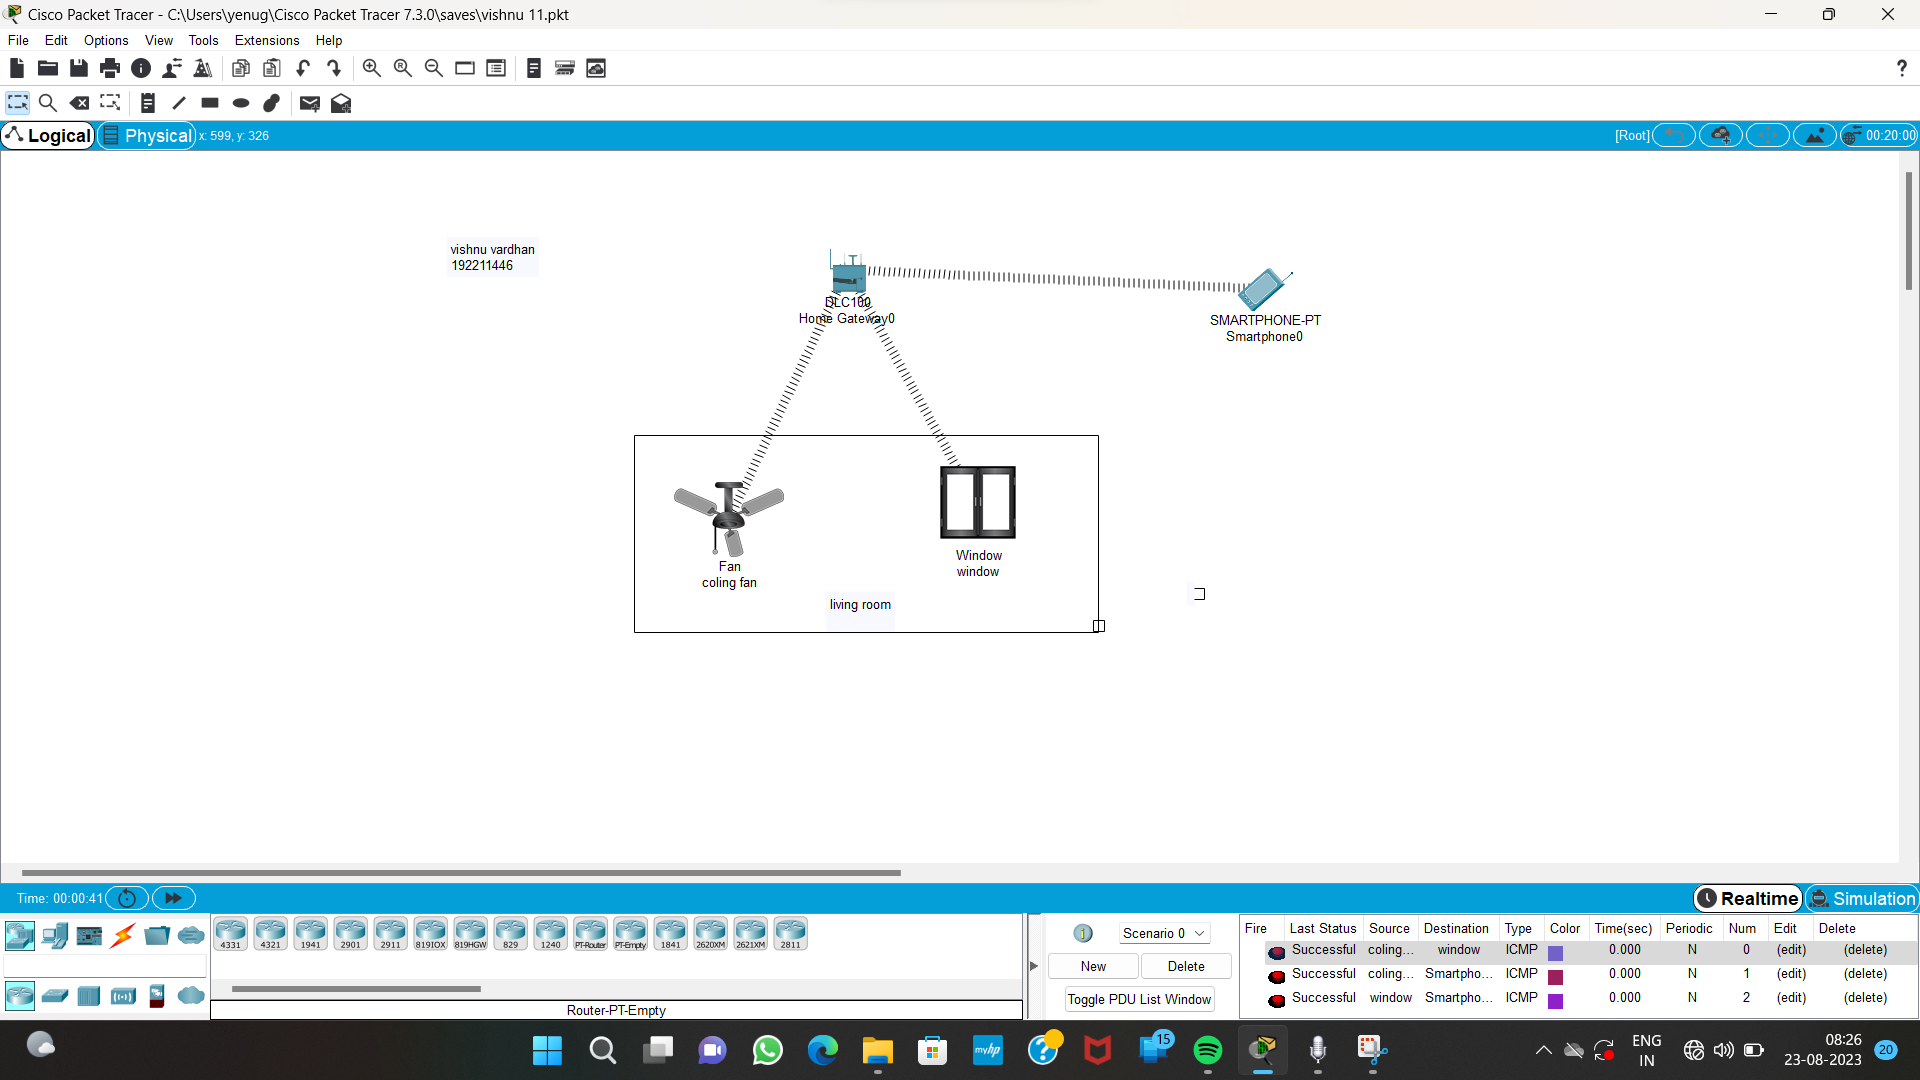 Cisco Packet Tracer - C:\Users\yenug\Cisco Packet Tracer 7.3.0\saves\vishnu 11.pkt
File Edit Options View Tools Extensions Help
?
Logical Physical x: 599, y: 326 [Root] 00:20:00
vishnu vardhan
192211446
DLC100
Home Gateway0
SMARTPHONE-PT
Smartphone0
Fan
coling fan
Window
window
living room
Time: 00:00:41 Realtime Simulation
4331 4321 1941 2901 2911 819IOX 819HGW 829 1240 PT-Router PT-Empty 1841 2620XM 2621XM 2811
Router-PT-Empty
Scenario 0
New Delete
Toggle PDU List Window
Fire Last Status Source Destination Type Color Time(sec) Periodic Num Edit Delete
Successful coling... window ICMP 0.000 N 0 (edit) (delete)
Successful coling... Smartpho... ICMP 0.000 N 1 (edit) (delete)
Successful window Smartpho... ICMP 0.000 N 2 (edit) (delete)
myhp 15
ENG
IN
08:26
23-08-2023
20